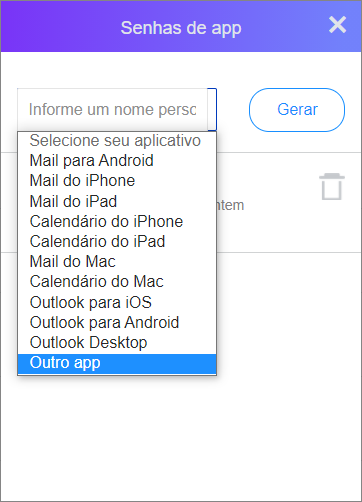 Senhas de app
Informe um nome perso
Gerar
Selecione seu aplicativo
Mail para Android
Mail do iPhone
Mail do iPad
Calendário do iPhone
Calendário do iPad
Mail do Mac
Calendário do Mac
Outlook para iOS
Outlook para Android
Outlook Desktop
Outro app